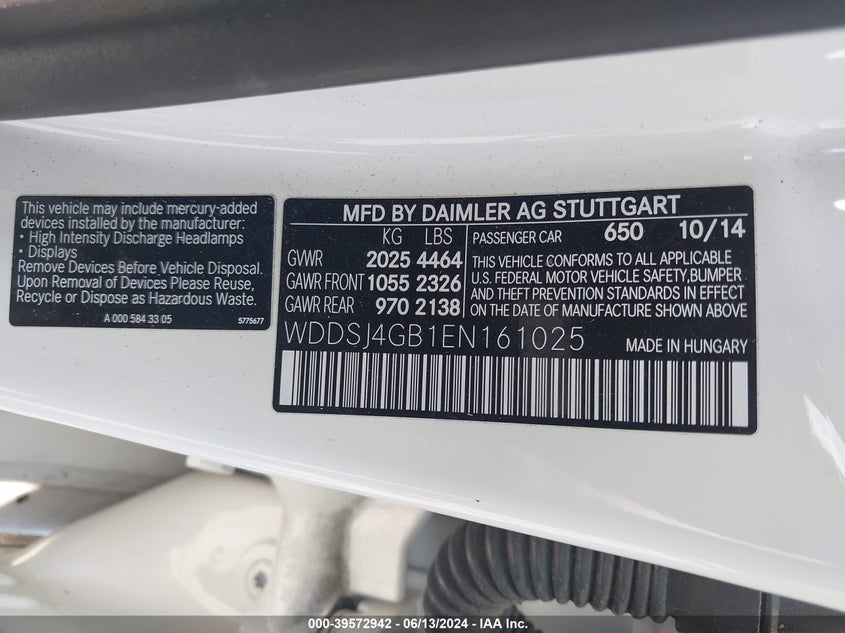 This vehicle may include mercury-added
devices installed by the manufacturer:
• High Intensity Discharge Headlamps
• Displays
Remove Devices Before Vehicle Disposal.
Upon Removal of Devices Please Reuse,
Recycle or Dispose as Hazardous Waste.
A 000 584 33 05
5775677
MFD BY DAIMLER AG STUTTGART
KG LBS
GVWR 2025 4464
GAWR FRONT 1055 2326
GAWR REAR 970 2138
PASSENGER CAR 650 10/14
THIS VEHICLE CONFORMS TO ALL APPLICABLE
U.S. FEDERAL MOTOR VEHICLE SAFETY,BUMPER
AND THEFT PREVENTION STANDARDS IN EFFECT
ON THE DATE OF MANUFACTURE SHOWN ABOVE
WDDSJ4GB1EN161025
MADE IN HUNGARY
000-39572942 - 06/13/2024 - IAA Inc.